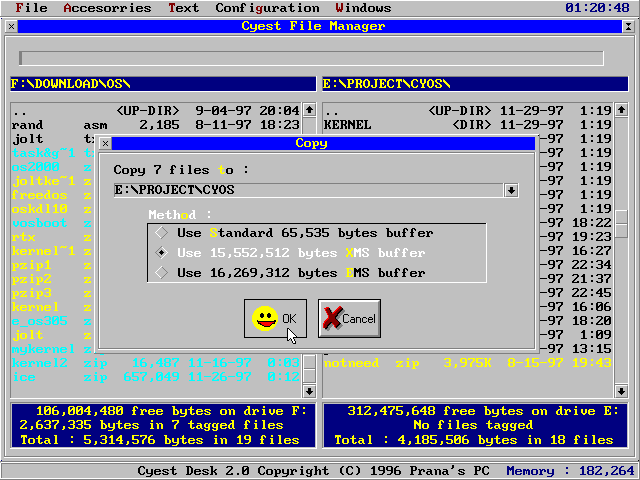 File Accesorries Text Configuration Windows 01:20:48
Cyest File Manager
F:\DOWNLOAD\OS\ E:\PROJECT\CYOS\
.. <UP-DIR> 9-04-97 20:04 .. <UP-DIR> 11-29-97 1:19
rand asm 2,185 8-11-97 18:23 KERNEL <DIR> 11-29-97 1:19
jolt -97 1:19
Copy
task&g~1 -97 1:19
os2000 z -97 1:19
Copy 7 files to :
joltke~1 z -97 1:19
freedos z -97 1:19
E:\PROJECT\CYOS
oskdl10 z -97 1:19
Method :
wosboot z -97 18:22
rtx z Use Standard 65,535 bytes buffer -97 19:23
kernel~1 z Use 15,552,512 bytes XMS buffer -97 16:27
pzip1 z Use 16,269,312 bytes EMS buffer -97 22:34
pzip2 z -97 21:37
pzip3 z -97 22:45
kernel z -97 16:06
e_os305 z OK Cancel -97 18:20
jolt z -97 1:09
mykernel z -97 13:15
kernel2 zip 16,487 11-16-97 0:03 notneed zip 3,975K 8-15-97 19:43
ice zip 657,049 11-26-97 0:12
106,004,480 free bytes on drive F: 312,475,648 free bytes on drive E:
2,637,335 bytes in 7 tagged files No files tagged
Total : 5,314,576 bytes in 19 files Total : 4,185,506 bytes in 18 files
Cyest Desk 2.0 Copyright (C) 1996 Prana's PC Memory : 182,264